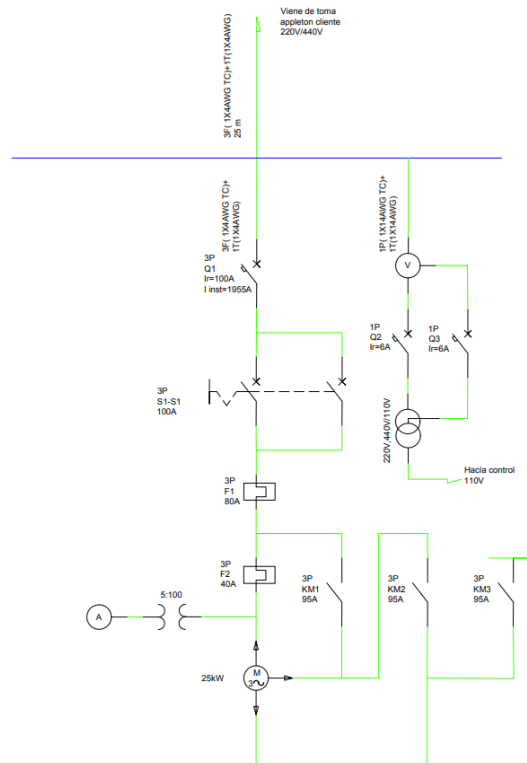 Viene de toma
appleton cliente
220V/440V
3F( 1X4AWG TC)+1T(1X4AWG)
25 m
3F( 1X4AWG TC)+
1T(1X4AWG)
1P( 1X14AWG TC)+
1T(1X14AWG)
3P
Q1
Ir=100A
I inst=1955A
V
1P
Q2
Ir=6A
1P
Q3
Ir=6A
3P
S1-S1
100A
220V,440V/110V
Hacía control
110V
3P
F1
80A
3P
F2
40A
3P
KM1
95A
3P
KM2
95A
3P
KM3
95A
5:100
A
25kW
M
3